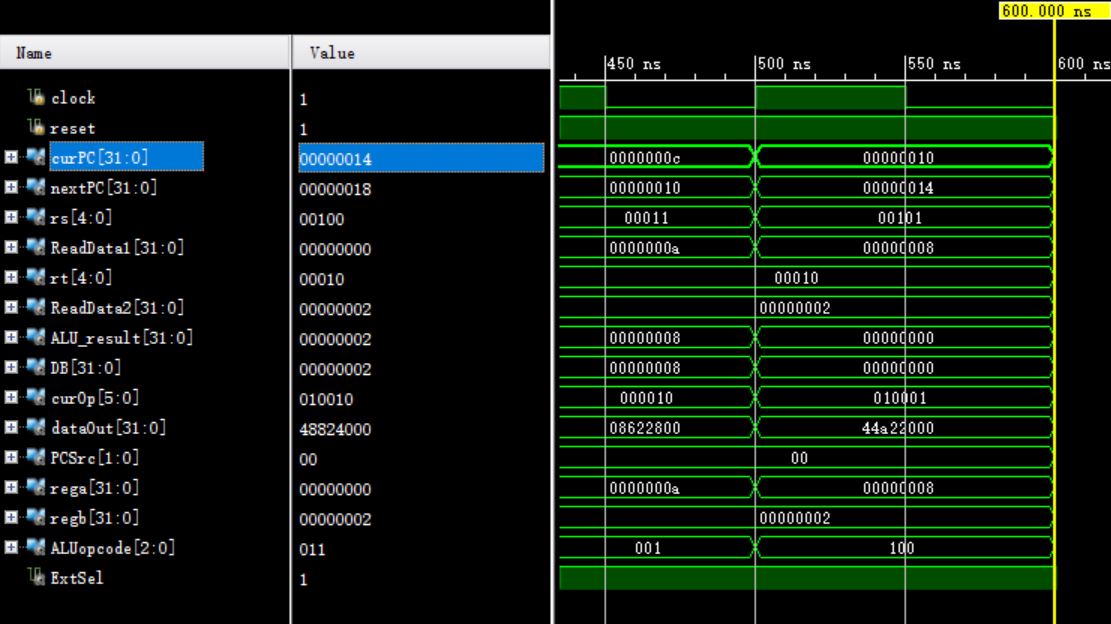 600.000 ns
Name Value
450 ns 500 ns 550 ns 600 ns
clock 1
reset 1
curPC[31:0] 00000014 0000000c 00000010
nextPC[31:0] 00000018 00000010 00000014
rs[4:0] 00100 00011 00101
ReadData1[31:0] 00000000 0000000a 00000008
rt[4:0] 00010 00010
ReadData2[31:0] 00000002 00000002
ALU_result[31:0] 00000002 00000008 00000000
DB[31:0] 00000002 00000008 00000000
curOp[5:0] 010010 000010 010001
dataOut[31:0] 48824000 08622800 44a22000
PCSrc[1:0] 00 00
rega[31:0] 00000000 0000000a 00000008
regb[31:0] 00000002 00000002
ALUopcode[2:0] 011 001 100
ExtSel 1